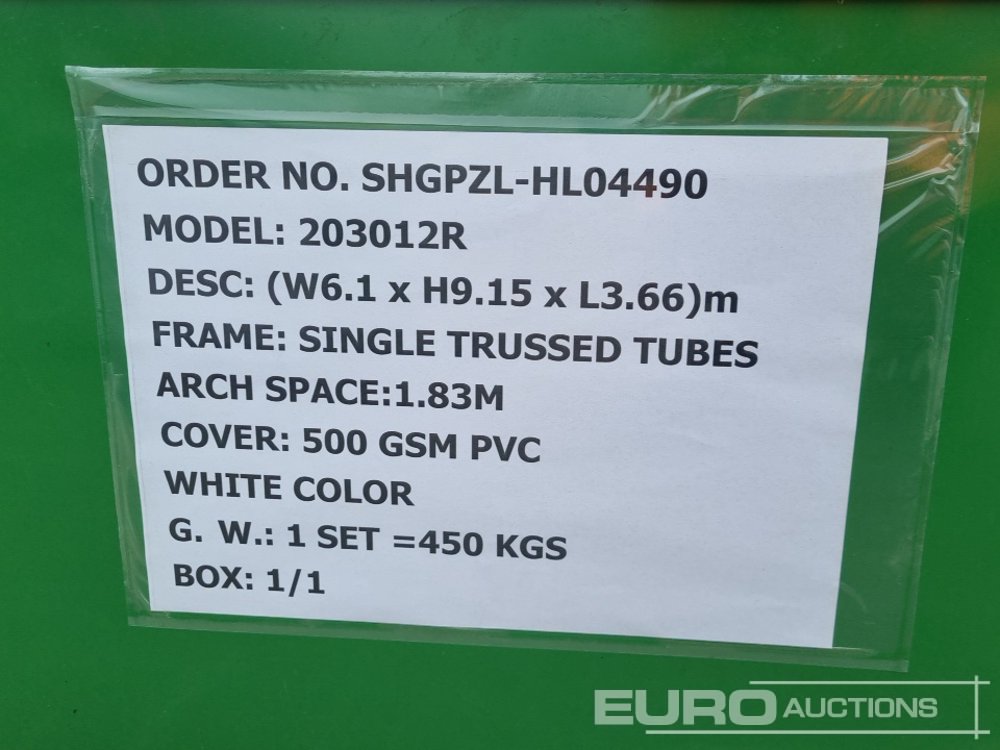 ORDER NO. SHGPZL-HL04490
MODEL: 203012R
DESC: (W6.1 x H9.15 x L3.66)m
FRAME: SINGLE TRUSSED TUBES
ARCH SPACE:1.83M
COVER: 500 GSM PVC
WHITE COLOR
G. W.: 1 SET =450 KGS
BOX: 1/1
EURO AUCTIONS